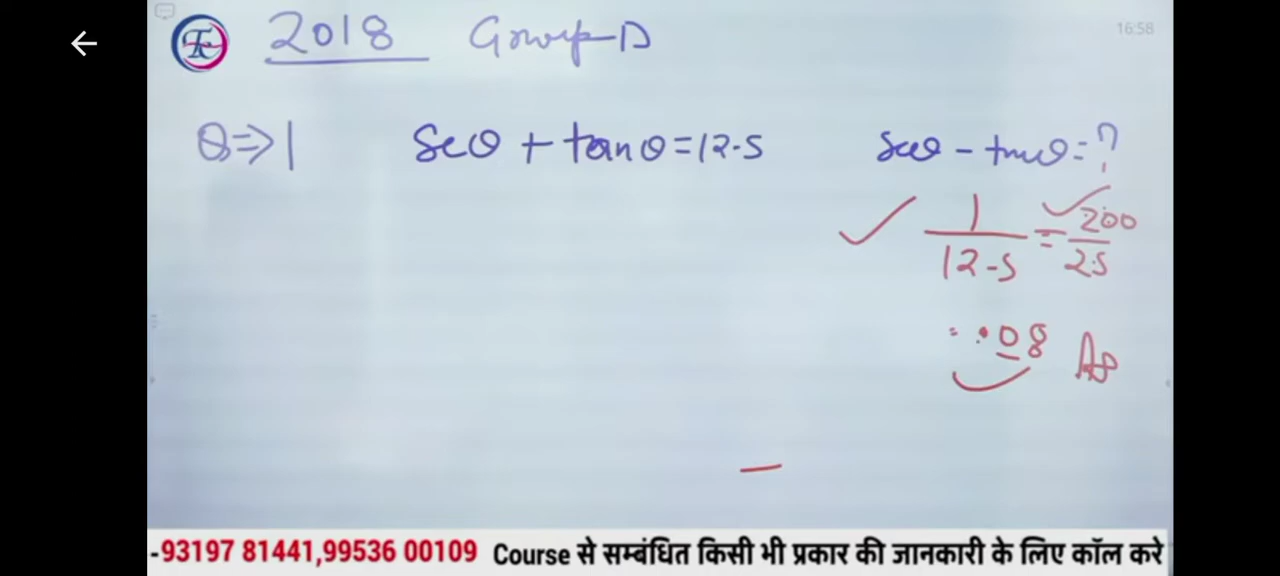 16:58
2018 Group-D
Q⇒1 Secθ + tanθ = 12.5 secθ - tanθ = ?
1/12.5 = 200/25
= .08 As
-93197 81441,99536 00109 Course से सम्बंधित किसी भी प्रकार की जानकारी के लिए कॉल करे